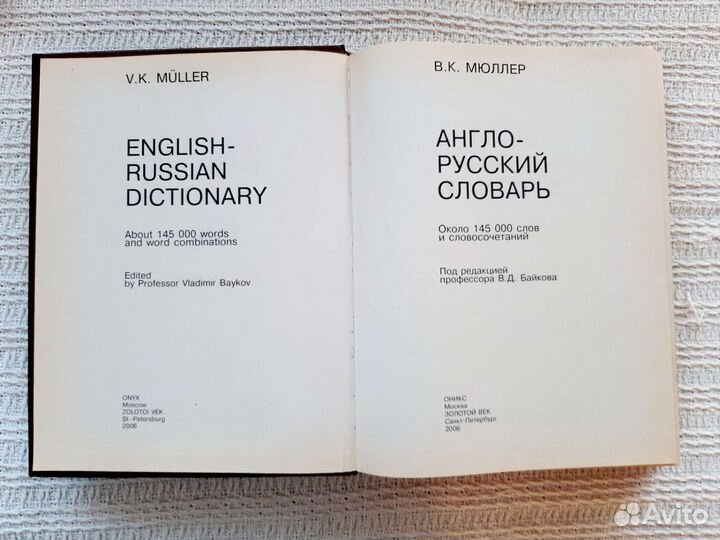 V.K. MÜLLER
ENGLISH-
RUSSIAN
DICTIONARY
About 145 000 words
and word combinations
Edited
by Professor Vladimir Baykov
ONYX
Moscow
ZOLOTOI VEK
St.-Petersburg
2006
В.К. МЮЛЛЕР
АНГЛО-
РУССКИЙ
СЛОВАРЬ
Около 145 000 слов
и словосочетаний
Под редакцией
профессора В.Д. Байкова
ОНИКС
Москва
ЗОЛОТОЙ ВЕК
Санкт-Петербург
2006
Avito